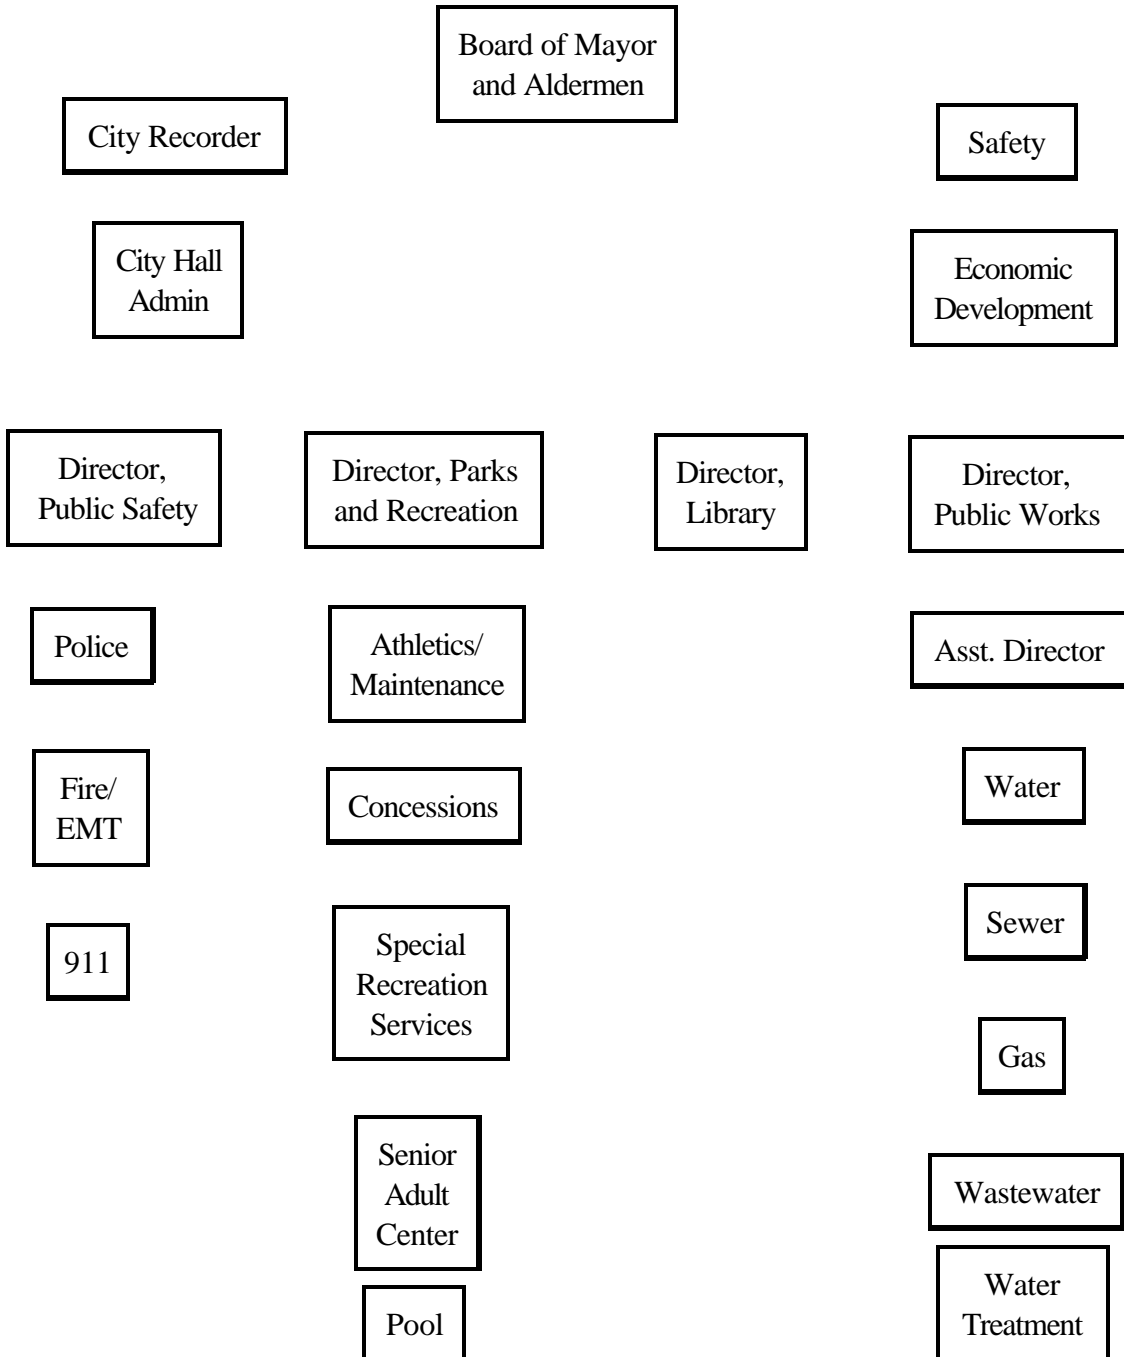 Board of Mayor
and Aldermen
City Recorder
Safety
City Hall
Admin
Economic
Development
Director,
Public Safety
Director, Parks
and Recreation
Director,
Library
Director,
Public Works
Police
Athletics/
Maintenance
Asst. Director
Fire/
EMT
Concessions
Water
911
Special
Recreation
Services
Sewer
Gas
Senior
Adult
Center
Wastewater
Pool
Water
Treatment